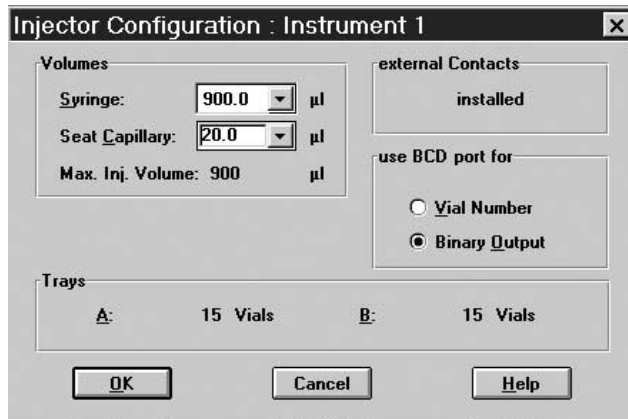 Injector Configuration : Instrument 1
Volumes
Syringe: 900.0 µl
Seat Capillary: 20.0 µl
Max. Inj. Volume: 900 µl
external Contacts
installed
use BCD port for
Vial Number
Binary Output
Trays
A: 15 Vials B: 15 Vials
OK Cancel Help